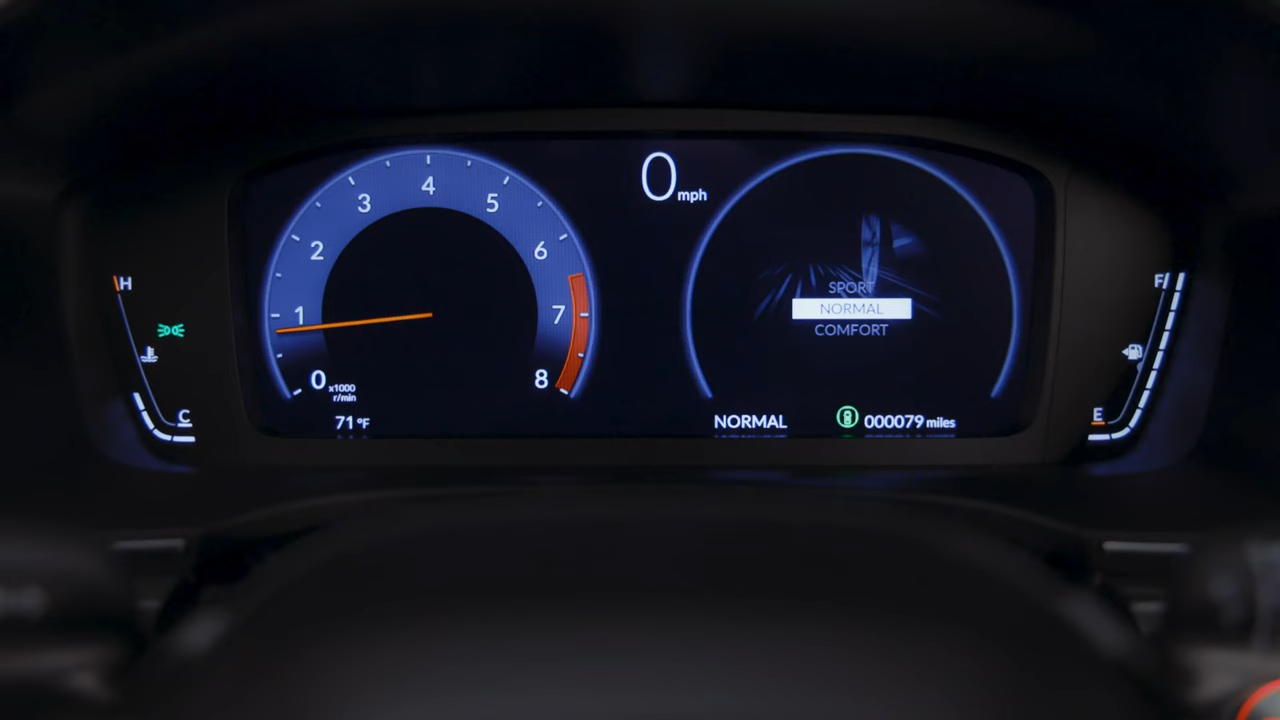 0 mph
4
3
5
2
6
1
7
0
x1000
r/min
8
71 °F
H
C
SPORT
NORMAL
COMFORT
NORMAL
000079 miles
F
E